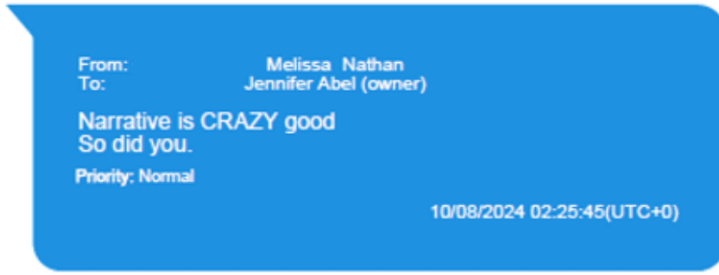 From: Melissa Nathan
To: Jennifer Abel (owner)
Narrative is CRAZY good
So did you.
Priority: Normal
10/08/2024 02:25:45(UTC+0)